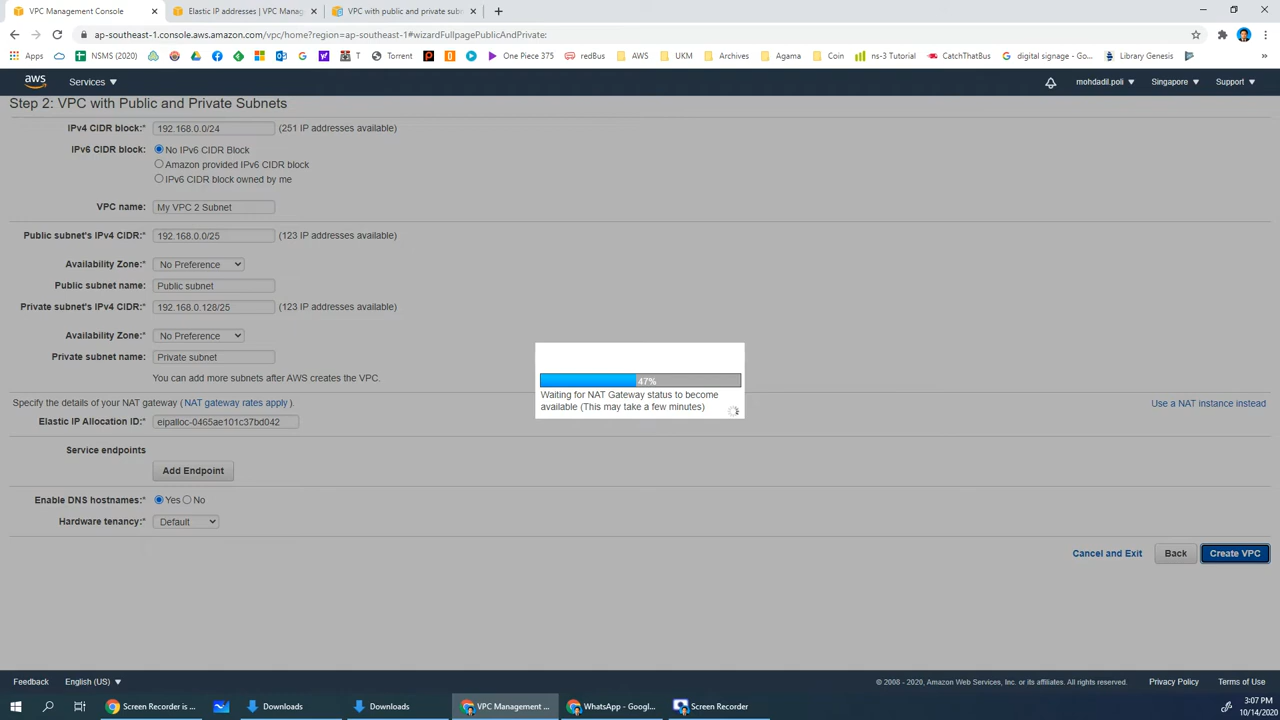 VPC Management Console
Elastic IP addresses | VPC Manag
VPC with public and private subn
ap-southeast-1.console.aws.amazon.com/vpc/home?region=ap-southeast-1#wizardFullpagePublicAndPrivate:
Apps
NSMS (2020)
T
Torrent
One Piece 375
redBus
AWS
UKM
Archives
Agama
Coin
ns-3 Tutorial
CatchThatBus
digital signage - Go...
Library Genesis
aws
Services
mohdadil.poli
Singapore
Support
Step 2: VPC with Public and Private Subnets
IPv4 CIDR block:* 192.168.0.0/24 (251 IP addresses available)
IPv6 CIDR block: No IPv6 CIDR Block
Amazon provided IPv6 CIDR block
IPv6 CIDR block owned by me
VPC name: My VPC 2 Subnet
Public subnet's IPv4 CIDR:* 192.168.0.0/25 (123 IP addresses available)
Availability Zone:* No Preference
Public subnet name: Public subnet
Private subnet's IPv4 CIDR:* 192.168.0.128/25 (123 IP addresses available)
Availability Zone:* No Preference
Private subnet name: Private subnet
You can add more subnets after AWS creates the VPC.
47%
Waiting for NAT Gateway status to become
available (This may take a few minutes)
Specify the details of your NAT gateway (NAT gateway rates apply).
Use a NAT instance instead
Elastic IP Allocation ID:* eipalloc-0465ae101c37bd042
Service endpoints
Add Endpoint
Enable DNS hostnames:* Yes No
Hardware tenancy:* Default
Cancel and Exit
Back
Create VPC
Feedback
English (US)
© 2008 - 2020, Amazon Web Services, Inc. or its affiliates. All rights reserved.
Privacy Policy
Terms of Use
Screen Recorder is ...
Downloads
Downloads
VPC Management ...
WhatsApp - Googl...
Screen Recorder
3:07 PM
10/14/2020